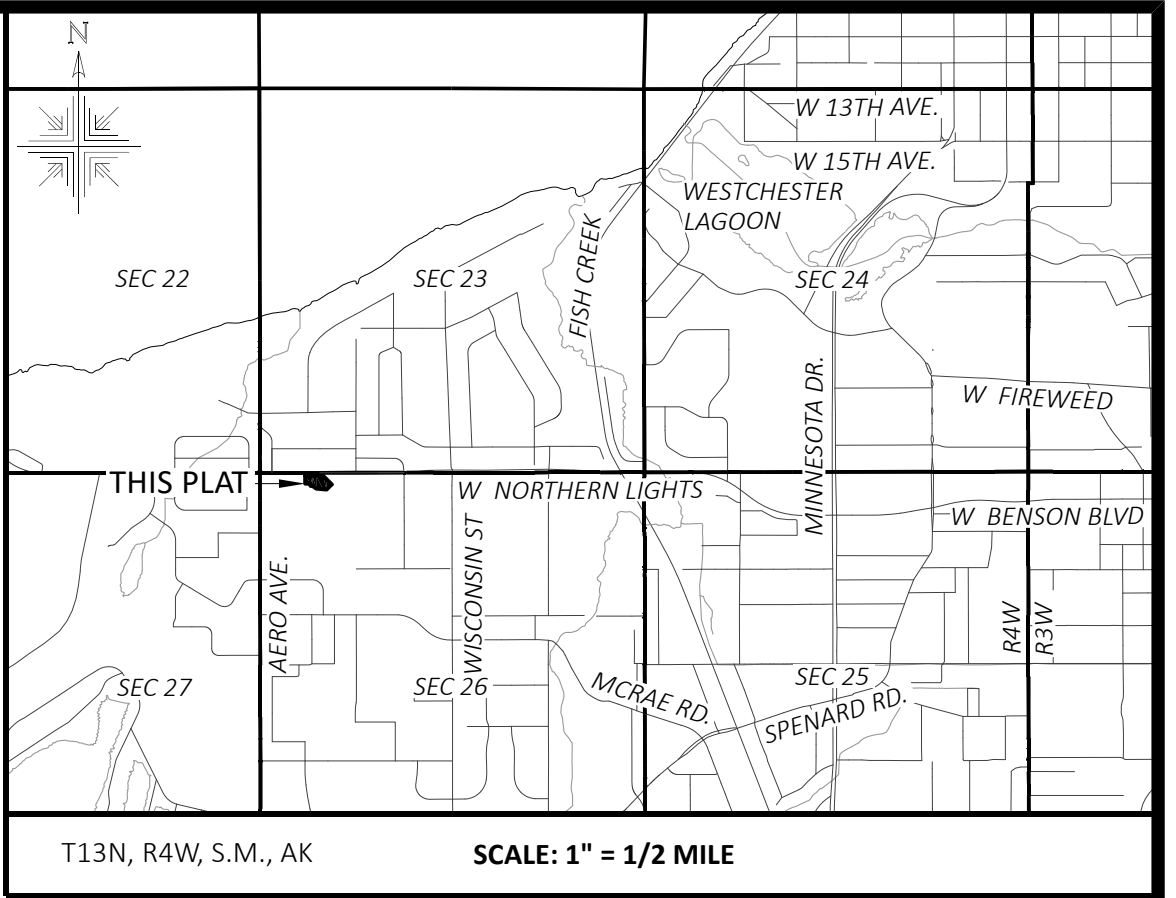 N
W 13TH AVE.
W 15TH AVE.
WESTCHESTER
LAGOON
FISH CREEK
SEC 22
SEC 23
SEC 24
MINNESOTA DR.
W FIREWEED
THIS PLAT
W NORTHERN LIGHTS
W BENSON BLVD
AERO AVE.
WISCONSIN ST
R4W
R3W
SEC 27
SEC 26
MCRAE RD.
SEC 25
SPENARD RD.
T13N, R4W, S.M., AK
SCALE: 1" = 1/2 MILE